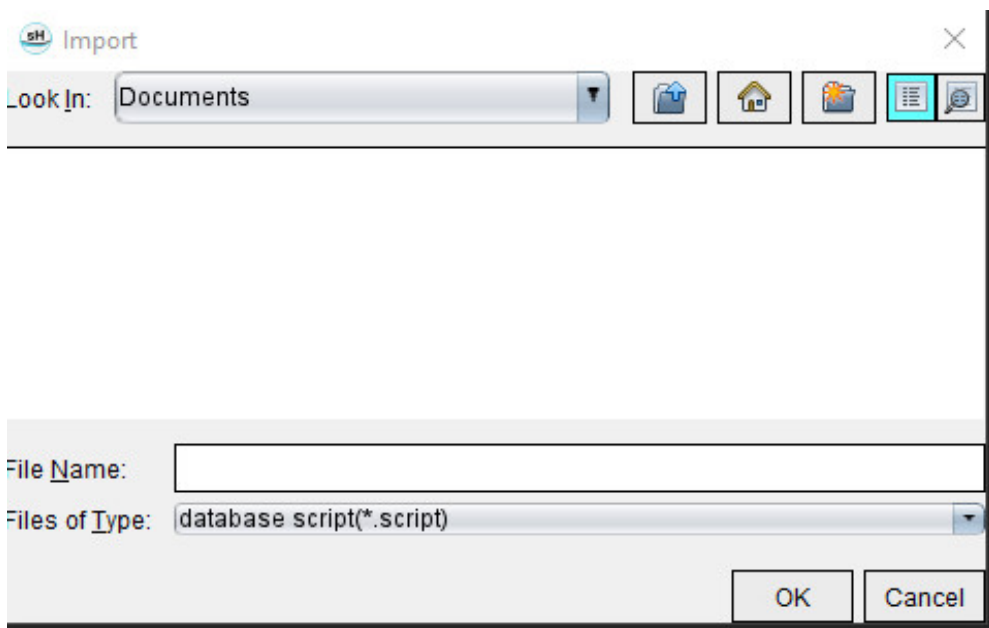 sH Import
Look In: Documents
File Name:
Files of Type: database script(*.script)
OK Cancel